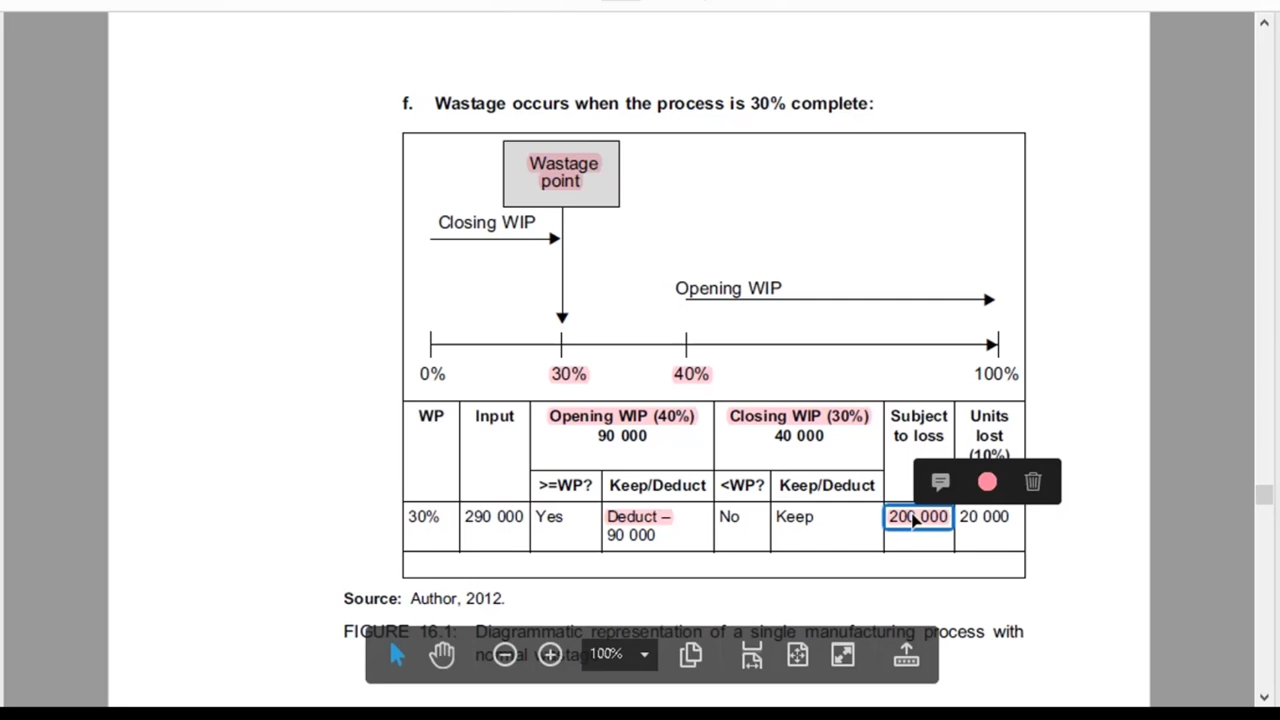 f. Wastage occurs when the process is 30% complete:
Wastage
point
Closing WIP
Opening WIP
0%
30%
40%
100%
WP
Input
Opening WIP (40%)
90 000
Closing WIP (30%)
40 000
Subject
to loss
Units
lost
(10%)
>=WP?
Keep/Deduct
<WP?
Keep/Deduct
30%
290 000
Yes
Deduct –
90 000
No
Keep
200 000
20 000
Source: Author, 2012.
FIGURE 16.1: Diagrammatic representation of a single manufacturing process with
normal
100%